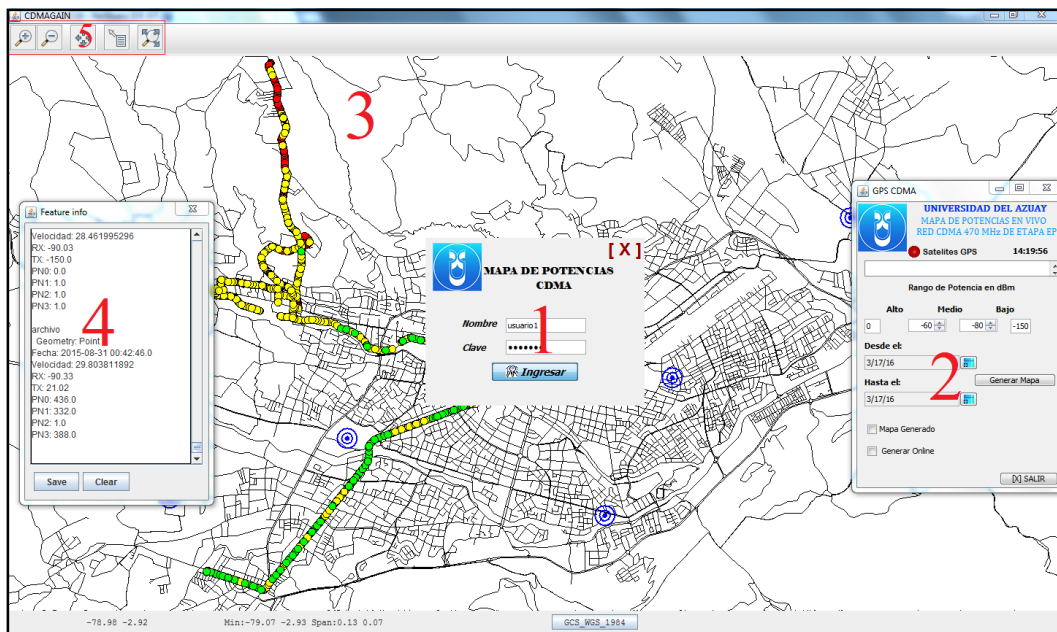 CDMAGAIN
5
3
Feature info
Velocidad: 28.461995296
RX: -90.03
TX: -150.0
PN0: 0.0
PN1: 1.0
PN2: 1.0
PN3: 1.0
archivo
Geometry: Point
Fecha: 2015-08-31 00:42:46.0
Velocidad: 29.803811892
RX: -90.33
TX: 21.02
PN0: 436.0
PN1: 332.0
PN2: 1.0
PN3: 388.0
4
Save Clear
[ X ]
MAPA DE POTENCIAS
CDMA
Nombre usuario1
Clave
1
Ingresar
GPS CDMA
UNIVERSIDAD DEL AZUAY
MAPA DE POTENCIAS EN VIVO
RED CDMA 470 MHz DE ETAPA EP
Satelites GPS 14:19:56
Rango de Potencia en dBm
Alto Medio Bajo
0 -60 -80 -150
Desde el:
3/17/16
2
Generar Mapa
Hasta el:
3/17/16
Mapa Generado
Generar Online
[X] SALIR
-78.98 -2.92 Min:-79.07 -2.93 Span:0.13 0.07 GCS_WGS_1984